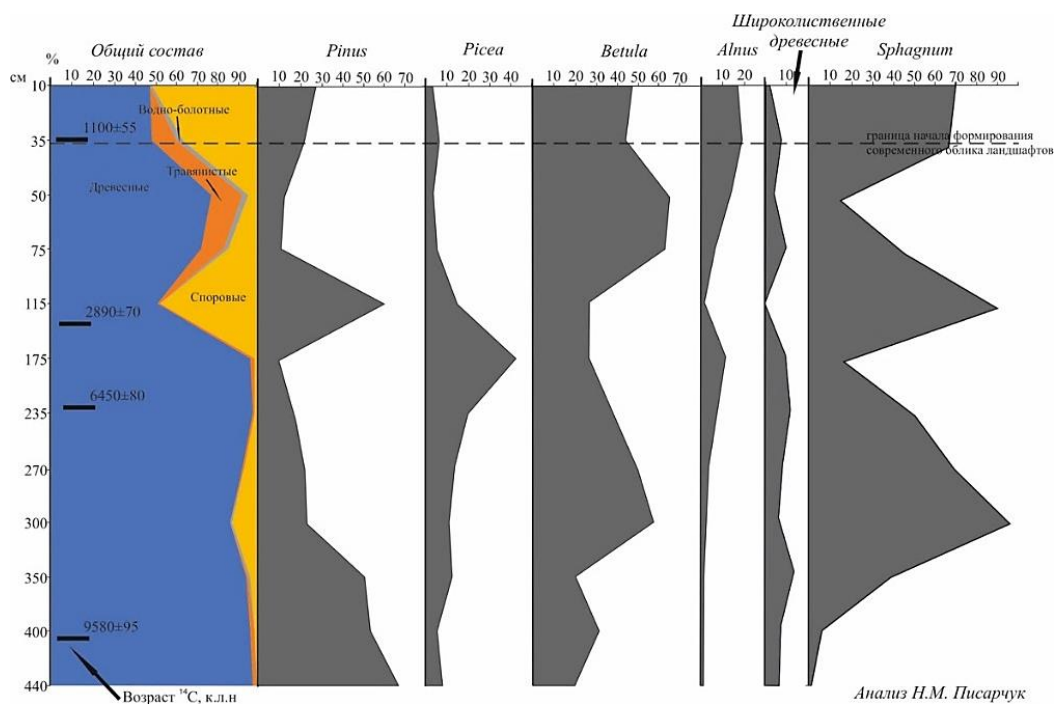 Широколиственные
древесные
Общий состав Pinus Picea Betula Alnus Sphagnum
%
см 10 20 30 40 50 60 70 80 90 10 20 30 40 50 60 70 10 20 30 40 10 20 30 40 50 60 70 10 20 10 10 20 30 40 50 60 70 90
10
Водно-болотные
1100±55
35
граница начала формирования
современного облика ландшафтов
Травянистые
Древесные
50
75
Споровые
115
2890±70
175
6450±80
235
270
300
350
9580±95
400
440
Возраст ¹⁴C, к.л.н
Анализ Н.М. Писарчук